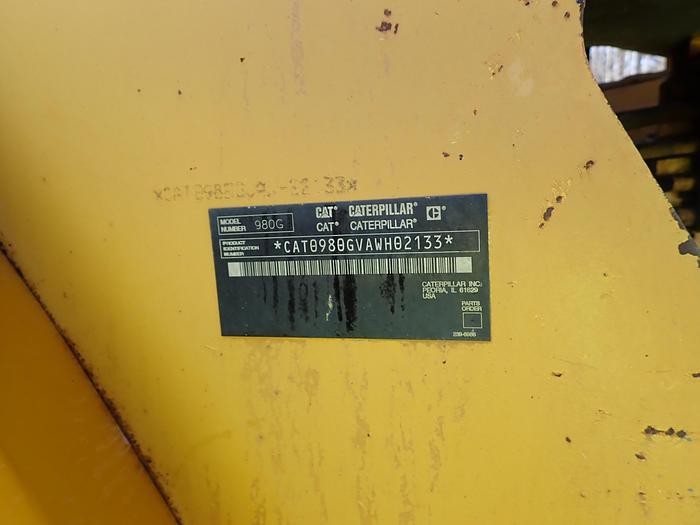 MODEL NUMBER 980G
CAT® CATERPILLAR® C
CAT® CATERPILLAR®
PRODUCT IDENTIFICATION NUMBER *CAT0980GVAWH02133*
CATERPILLAR INC.
PEORIA, IL 61629
USA
PARTS ORDER